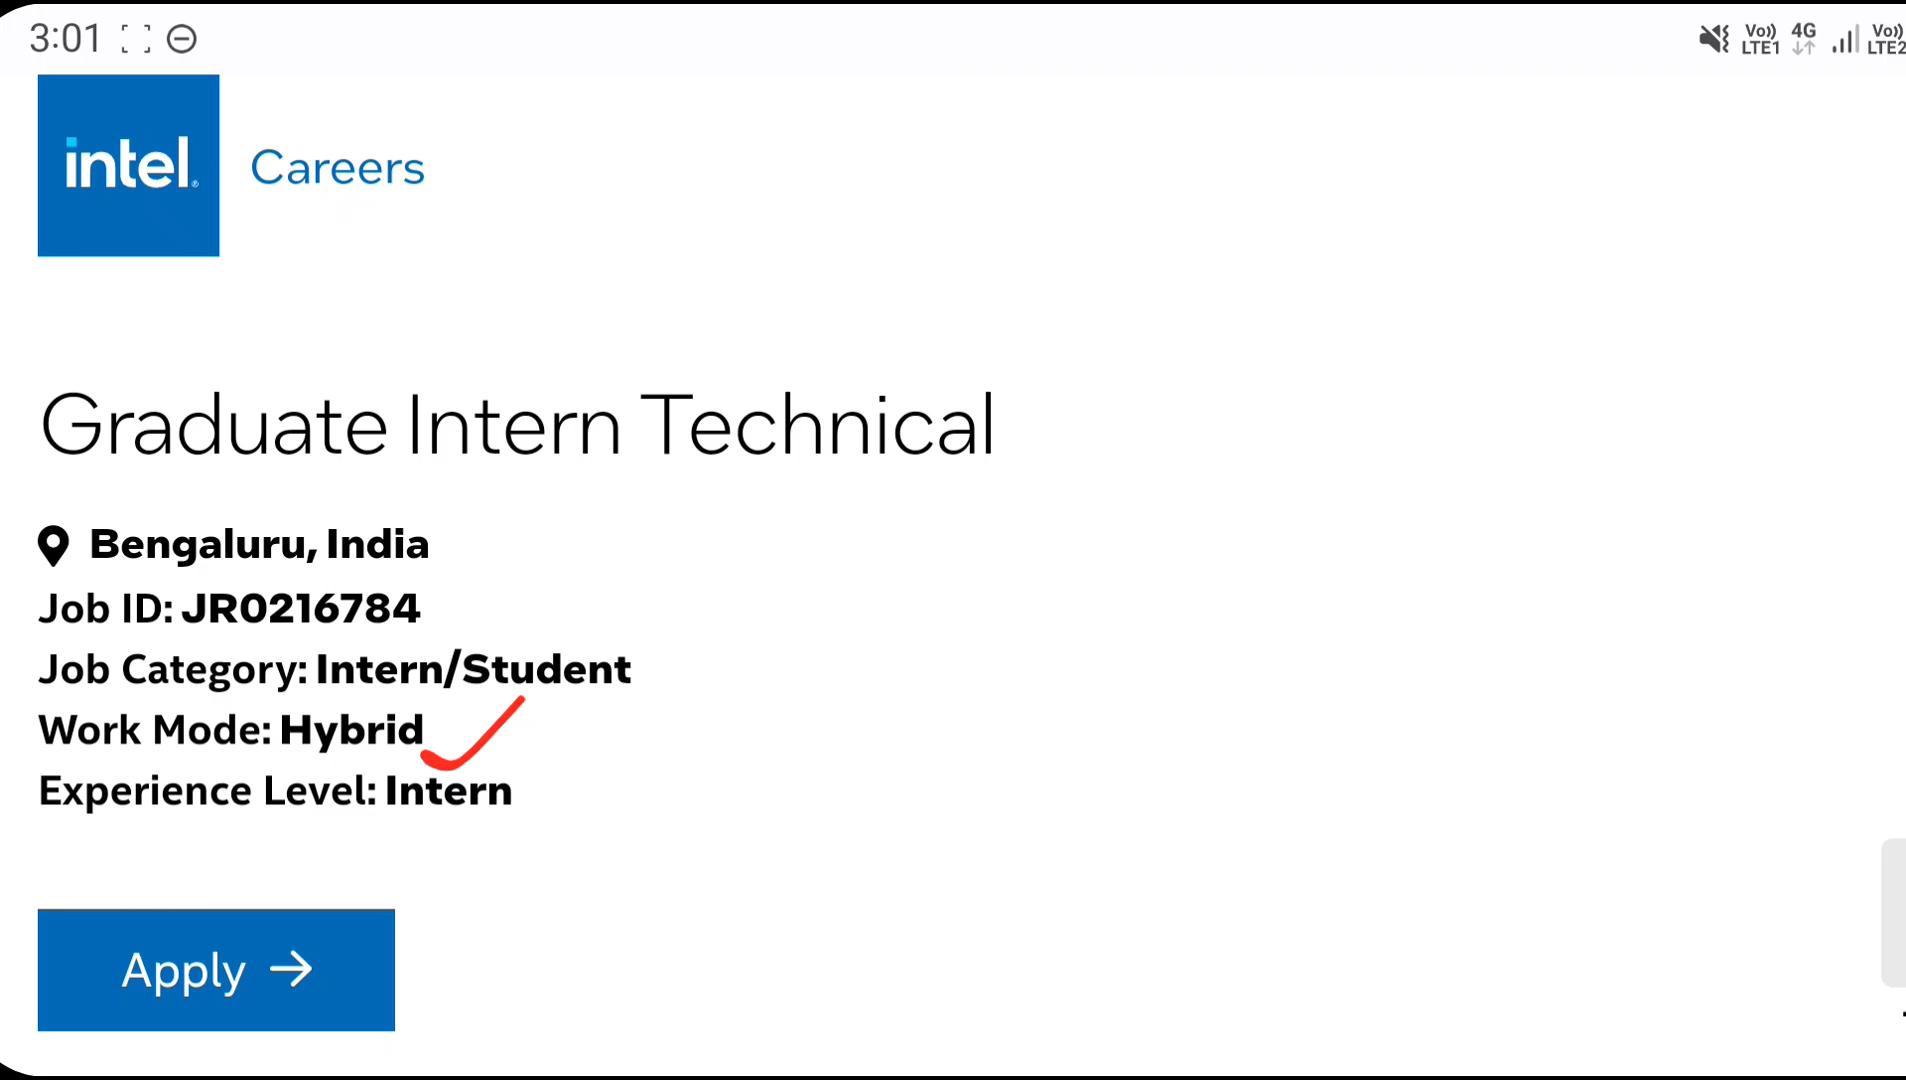 3:01
Vo)) LTE1 4G Vo)) LTE2
intel.
Careers
Graduate Intern Technical
Bengaluru, India
Job ID: JR0216784
Job Category: Intern/Student
Work Mode: Hybrid
Experience Level: Intern
Apply →